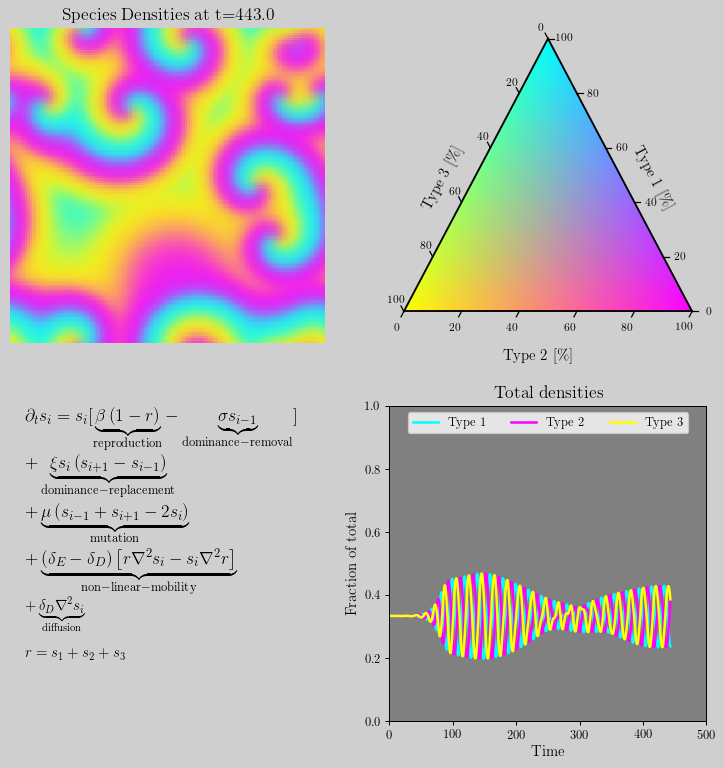 Species Densities at t=443.0
0
100
20
80
40
60
60
40
80
20
100
0
0 20 40 60 80 100
Type 3 [%]
Type 1 [%]
Type 2 [%]
∂ₜsᵢ = sᵢ[ β (1 − r) − σsᵢ₋₁ ]
reproduction dominance−removal
+ ξsᵢ (sᵢ₊₁ − sᵢ₋₁)
dominance−replacement
+ μ (sᵢ₋₁ + sᵢ₊₁ − 2sᵢ)
mutation
+ (δ_E − δ_D) [r∇²sᵢ − sᵢ∇²r]
non−linear−mobility
+ δ_D∇²sᵢ
diffusion
r = s₁ + s₂ + s₃
Total densities
Type 1 Type 2 Type 3
1.0
0.8
0.6
0.4
0.2
0.0
Fraction of total
0 100 200 300 400 500
Time